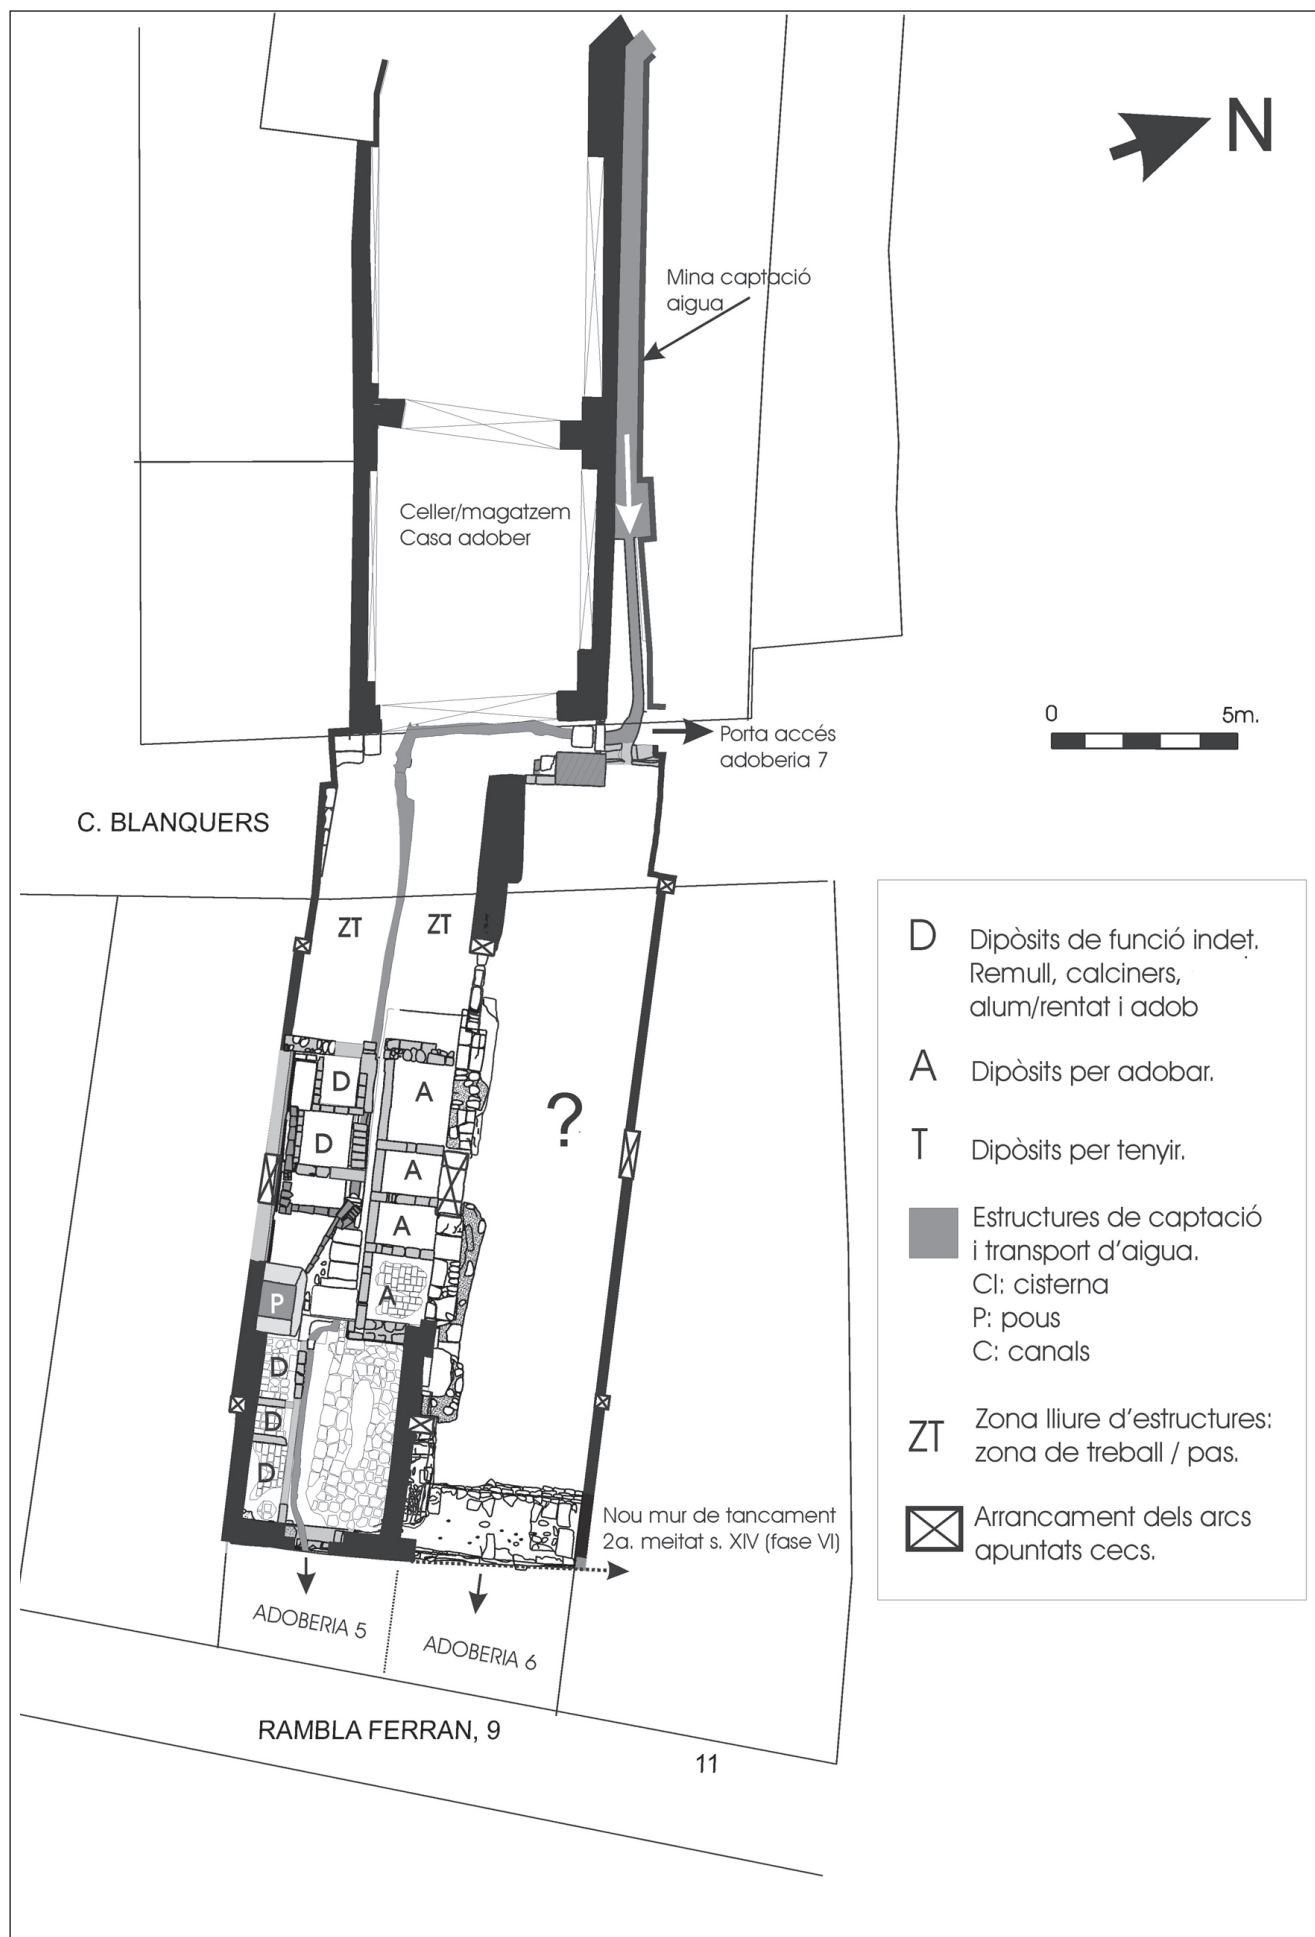 N
Mina captació
aigua
Celler/magatzem
Casa adober
0 5m.
Porta accés
adoberia 7
C. BLANQUERS
ZT ZT
D A
D A
A
A
P
D
D
D
?
Nou mur de tancament
2a. meitat s. XIV (fase VI)
ADOBERIA 5
ADOBERIA 6
RAMBLA FERRAN, 9
11
D Dipòsits de funció indet.
Remull, calciners,
alum/rentat i adob
A Dipòsits per adobar.
T Dipòsits per tenyir.
Estructures de captació
i transport d'aigua.
CI: cisterna
P: pous
C: canals
ZT Zona lliure d'estructures:
zona de treball / pas.
Arrancament dels arcs
apuntats cecs.